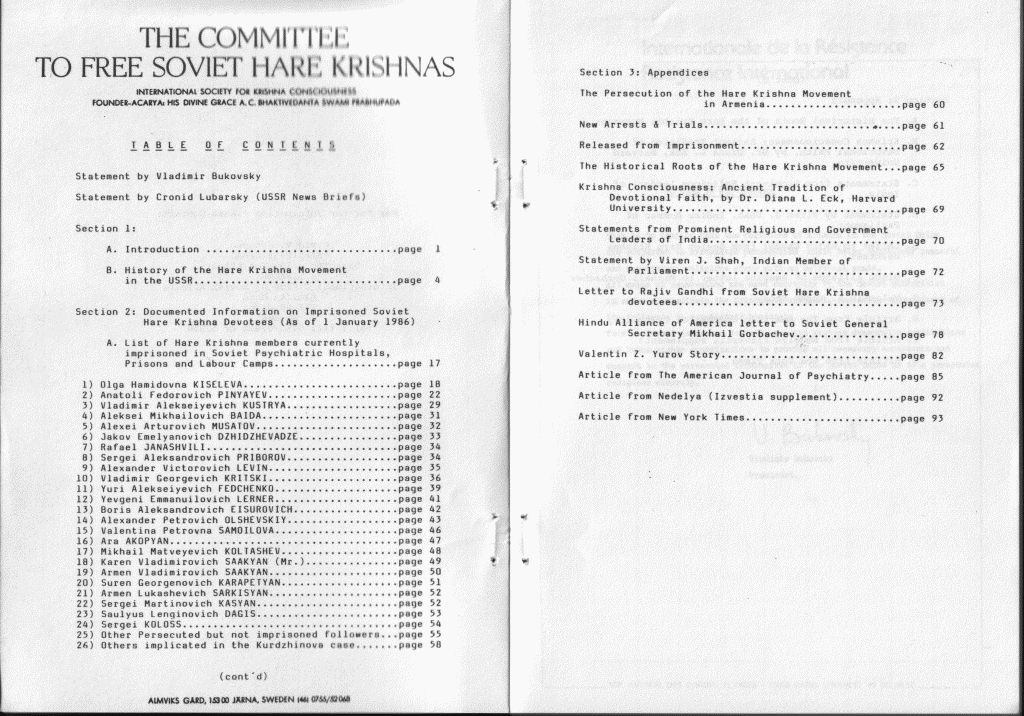 THE COMMITTEE
TO FREE SOVIET HARE KRISHNAS
INTERNATIONAL SOCIETY FOR KRISHNA CONSCIOUSNESS
FOUNDER-ACARYA: HIS DIVINE GRACE A. C. BHAKTIVEDANTA SWAMI PRABHUPADA
TABLE OF CONTENTS
Statement by Vladimir Bukovsky
Statement by Cronid Lubarsky (USSR News Briefs)
Section 1:
A. Introduction ............................page 1
B. History of the Hare Krishna Movement
in the USSR..............................page 4
Section 2: Documented Information on Imprisoned Soviet
Hare Krishna Devotees (As of 1 January 1986)
A. List of Hare Krishna members currently
imprisoned in Soviet Psychiatric Hospitals,
Prisons and Labour Camps..................page 17
1) Olga Hamidovna KISELEVA.......................page 18
2) Anatoli Fedorovich PINYAYEV...................page 22
3) Vladimir Alekseiyevich KUSTRYA................page 29
4) Aleksei Mikhailovich BAIDA....................page 31
5) Alexei Arturovich MUSATOV.....................page 32
6) Jakov Emelyanovich DZHIDZHEVADZE..............page 33
7) Rafael JANASHVILI.............................page 34
8) Sergei Aleksandrovich PRIBOROV................page 34
9) Alexander Victorovich LEVIN...................page 35
10) Vladimir Georgevich KRITSKI...................page 36
11) Yuri Alekseiyevich FEDCHENKO..................page 39
12) Yevgeni Emmanuilovich LERNER..................page 41
13) Boris Aleksandrovich EISUROVICH...............page 42
14) Alexander Petrovich OLSHEVSKIY................page 43
15) Valentina Petrovna SAMOILOVA..................page 46
16) Ara AKOPYAN...................................page 47
17) Mikhail Matveyevich KOLTASHEV.................page 48
18) Karen Vladimirovich SAAKYAN (Mr.).............page 49
19) Armen Vladimirovich SAAKYAN...................page 50
20) Suren Georgenovich KARAPETYAN.................page 51
21) Armen Lukashevich SARKISYAN...................page 52
22) Sergei Martinovich KASYAN.....................page 52
23) Saulyus Lenginovich DAGIS.....................page 53
24) Sergei KOLOSS.................................page 54
25) Other Persecuted but not imprisoned followers...page 55
26) Others implicated in the Kurdzhinova case.......page 58
(cont'd)
ALMVIKS GÅRD, 153 00 JÄRNA, SWEDEN (46) 0755/52068
Section 3: Appendices
The Persecution of the Hare Krishna Movement
in Armenia....................page 60
New Arrests & Trials............................page 61
Released from Imprisonment.......................page 62
The Historical Roots of the Hare Krishna Movement...page 65
Krishna Consciousness: Ancient Tradition of
Devotional Faith, by Dr. Diana L. Eck, Harvard
University..................................page 69
Statements from Prominent Religious and Government
Leaders of India............................page 70
Statement by Viren J. Shah, Indian Member of
Parliament...............................page 72
Letter to Rajiv Gandhi from Soviet Hare Krishna
devotees.................................page 73
Hindu Alliance of America letter to Soviet General
Secretary Mikhail Gorbachev................page 78
Valentin Z. Yurov Story..........................page 82
Article from The American Journal of Psychiatry.....page 85
Article from Nedelya (Izvestia supplement).........page 92
Article from New York Times.......................page 93